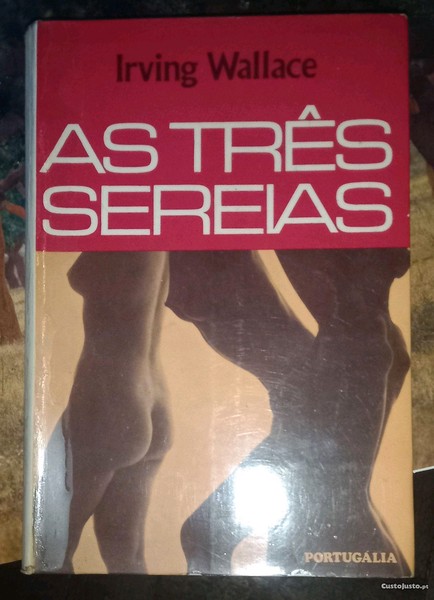 Irving Wallace
AS TRÊS
SEREIAS
PORTUGÁLIA
CustoJusto.pt